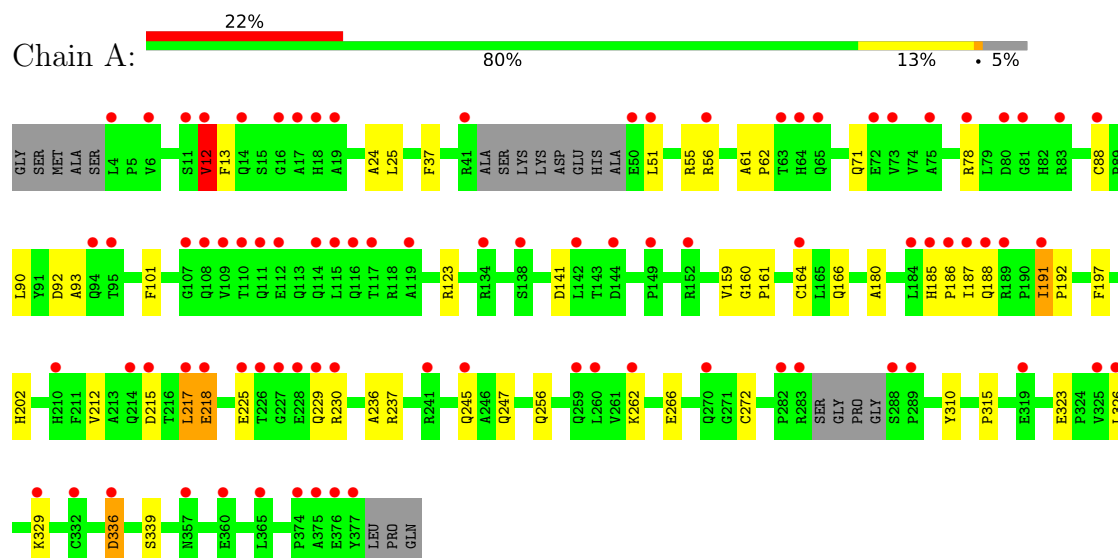 22%
Chain A:
80% 13% • 5%
GLY SER MET ALA SER L4 P5 V6 S11 V12 F13 Q14 S15 G16 A17 H18 A19 A24 L25 F37 R41 ALA SER LYS LYS ASP GLU HIS ALA E50 L51 R55 R56 A61 P62 T63 H64 Q65 Q71 E72 V73 V74 A75 R78 L79 D80 G81 H82 R83 C88 R89
L90 Y91 D92 A93 Q94 T95 F101 G107 Q108 V109 T110 Q111 E112 Q113 Q114 L115 Q116 T117 R118 A119 R123 R134 S138 D141 L142 T143 D144 P149 R152 V159 G160 P161 C164 L165 Q166 A180 L184 H185 P186 I187 Q188 R189 P190 I191 P192 F197
H202 H210 F211 V212 A213 Q214 D215 T216 L217 E218 E225 T226 G227 E228 Q229 R230 A236 R237 R241 Q245 A246 Q247 Q256 Q259 L260 V261 K262 E266 Q270 G271 C272 P282 R283 SER GLY PRO GLY S288 P289 Y310 P315 E319 E323 P324 V325
K329 C332 D336 S339 N357 E360 L365 P374 A375 E376 Y377 LEU PRO GLN